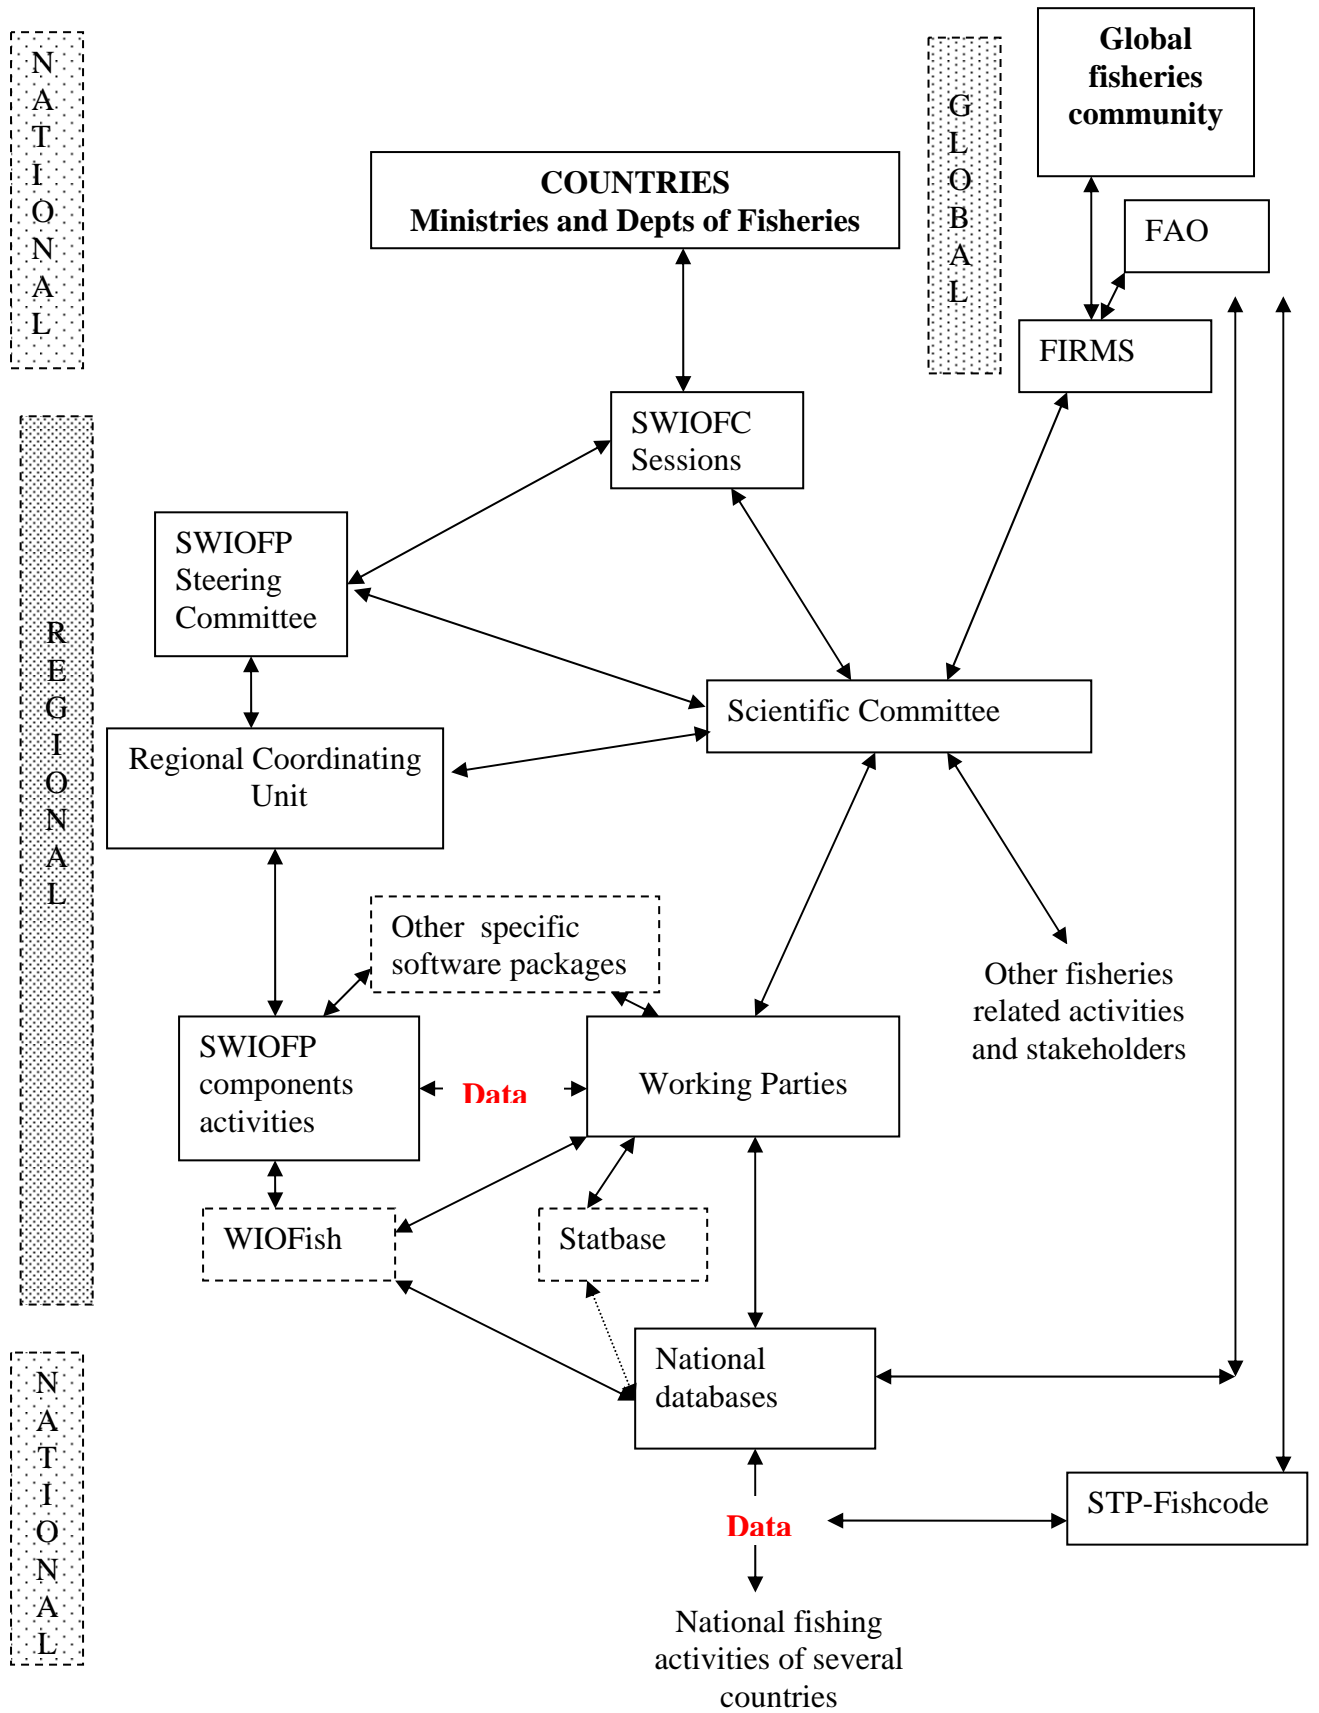 NATIONAL
GLOBAL
Global
fisheries
community
COUNTRIES
Ministries and Depts of Fisheries
FAO
FIRMS
SWIOFC
Sessions
REGIONAL
SWIOFP
Steering
Committee
Scientific Committee
Regional Coordinating
Unit
Other specific
software packages
Other fisheries
related activities
and stakeholders
SWIOFP
components
activities
Data
Working Parties
WIOFish
Statbase
NATIONAL
National
databases
STP-Fishcode
Data
National fishing
activities of several
countries